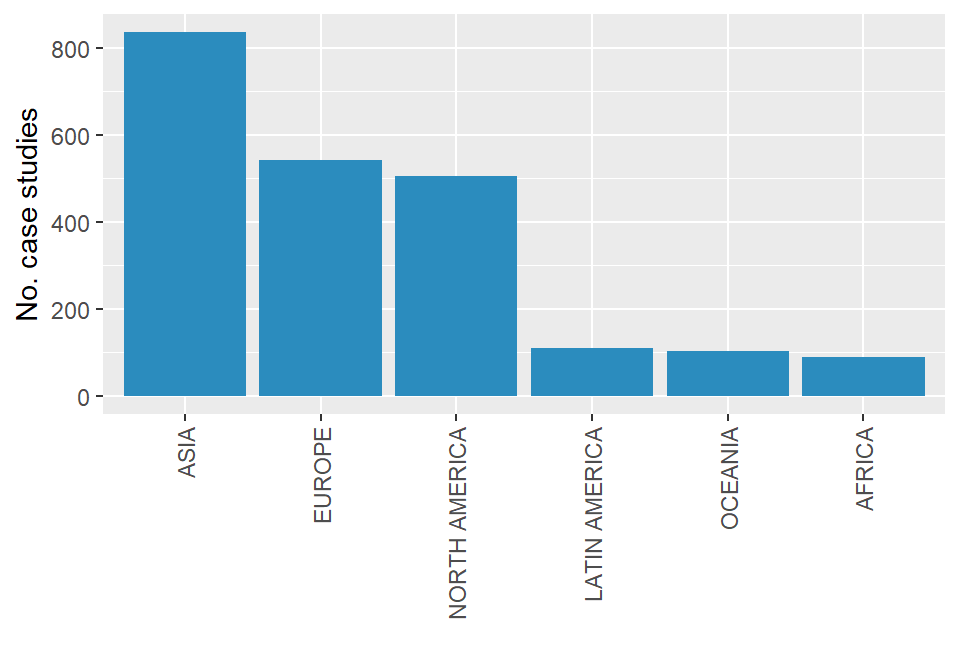 No. case studies
800
600
400
200
0
ASIA
EUROPE
NORTH AMERICA
LATIN AMERICA
OCEANIA
AFRICA